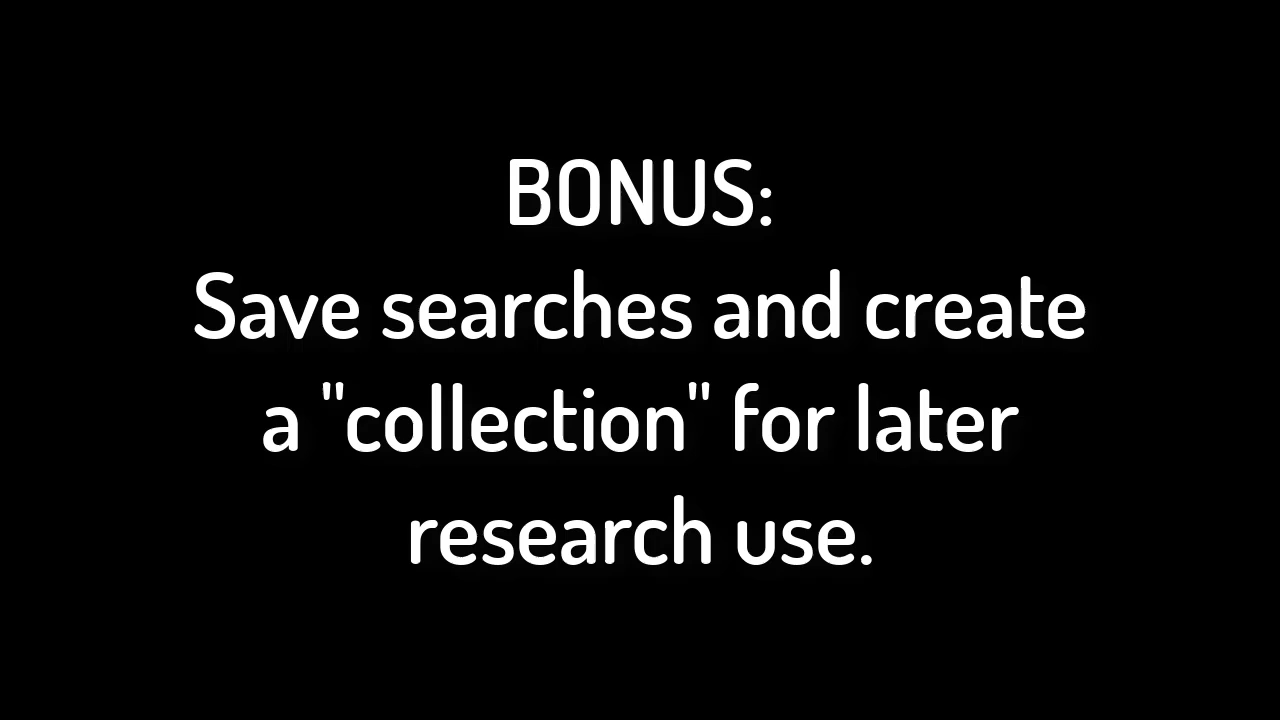 BONUS:
Save searches and create
a "collection" for later
research use.